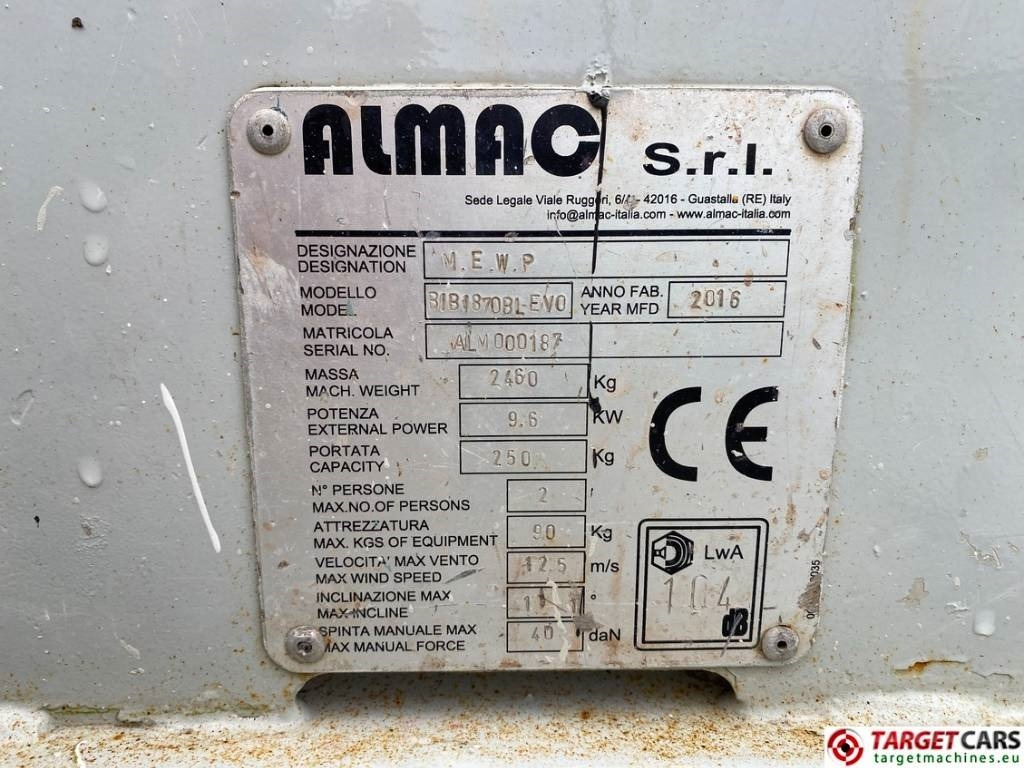 ALMAC S.r.l.
Sede Legale Viale Ruggeri, - 42016 - Guastalla (RE) Italy
info@almac-italia.com - www.almac-italia.com
DESIGNAZIONE
DESIGNATION M.E.W.P
MODELLO
MODEL BIB1870BL-EVO
ANNO FAB.
YEAR MFD 2016
MATRICOLA
SERIAL NO. ALM000187
MASSA
MACH. WEIGHT 2460 Kg
POTENZA
EXTERNAL POWER 9.6 KW
PORTATA
CAPACITY 250 Kg
N° PERSONE
MAX.NO.OF PERSONS 2
ATTREZZATURA
MAX. KGS OF EQUIPMENT 90 Kg
VELOCITA' MAX VENTO
MAX WIND SPEED 12.5 m/s
INCLINAZIONE MAX
MAX INCLINE °
SPINTA MANUALE MAX
MAX MANUAL FORCE 40 daN
CE
LwA
104
dB
TARGETCARS
targetmachines.eu